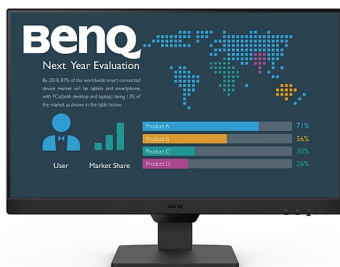 BenQ
Next Year Evaluation
By 2018, 87% of the worldwide smart connected
device market will be tablets and smartphone,
with PCs(both desktop and laptop) being 13% of
the market as shown in the table below.
User
Market Share
Product A 71%
Product B 56%
Product C 30%
Product D 26%
BenQ